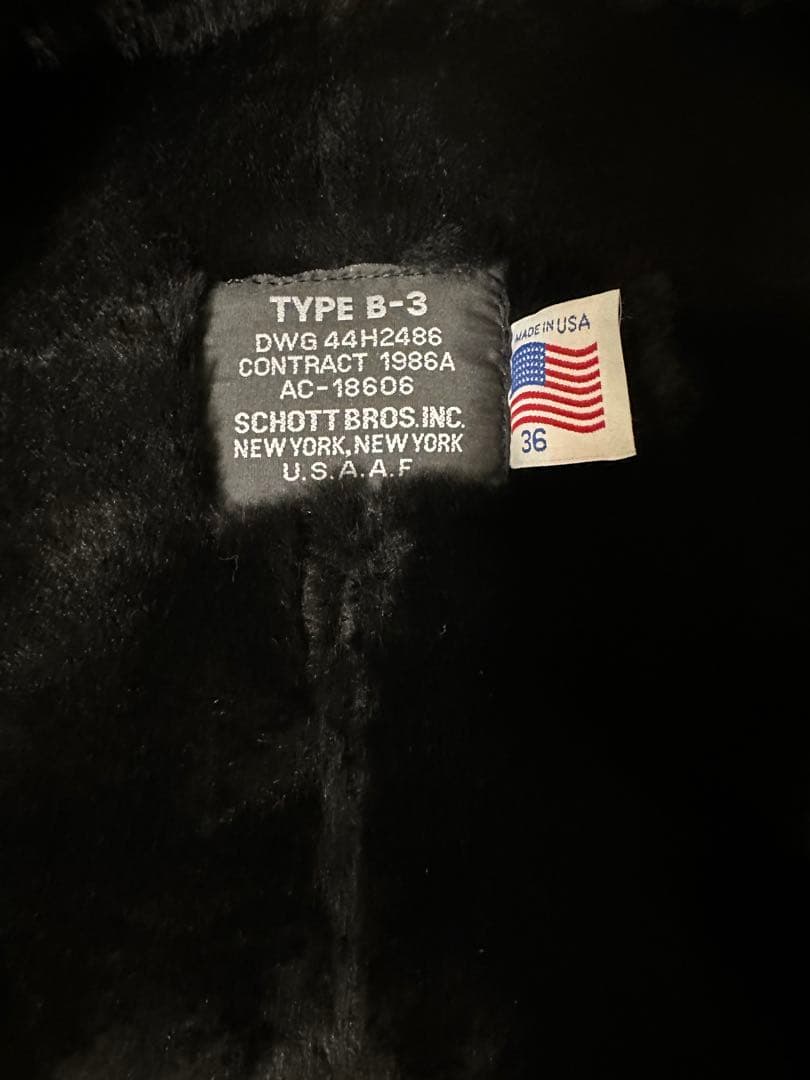 TYPE B-3
DWG 44H2486
CONTRACT 1986A
AC-18606
SCHOTT BROS. INC.
NEW YORK, NEW YORK
U.S.A.A.F
MADE IN USA
36